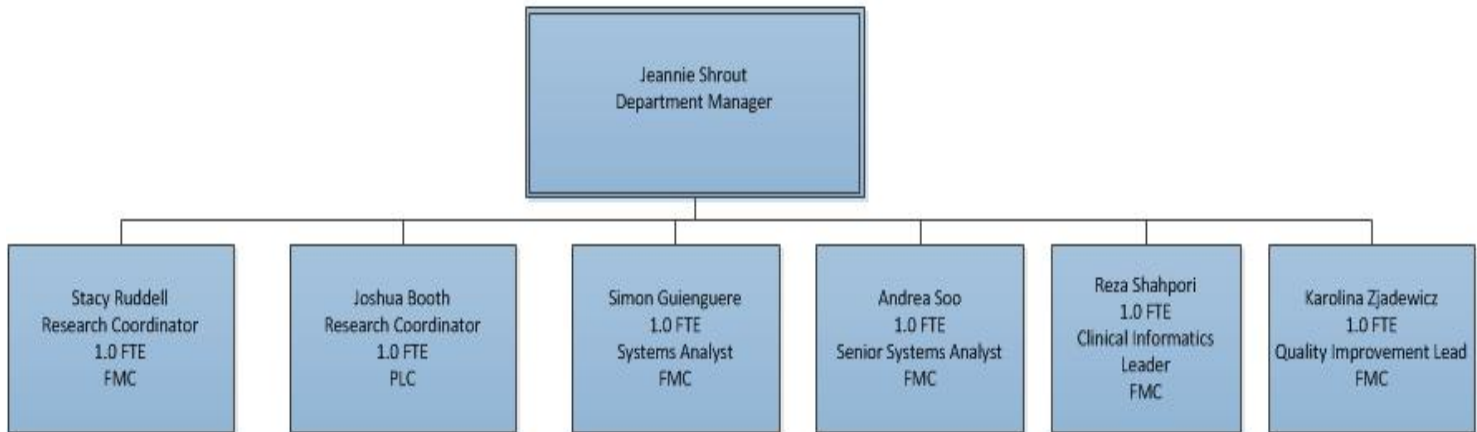 Jeannie Shrout
Department Manager
Stacy Ruddell
Research Coordinator
1.0 FTE
FMC
Joshua Booth
Research Coordinator
1.0 FTE
PLC
Simon Guienguere
1.0 FTE
Systems Analyst
FMC
Andrea Soo
1.0 FTE
Senior Systems Analyst
FMC
Reza Shahpori
1.0 FTE
Clinical Informatics
Leader
FMC
Karolina Zjadewicz
1.0 FTE
Quality Improvement Lead
FMC